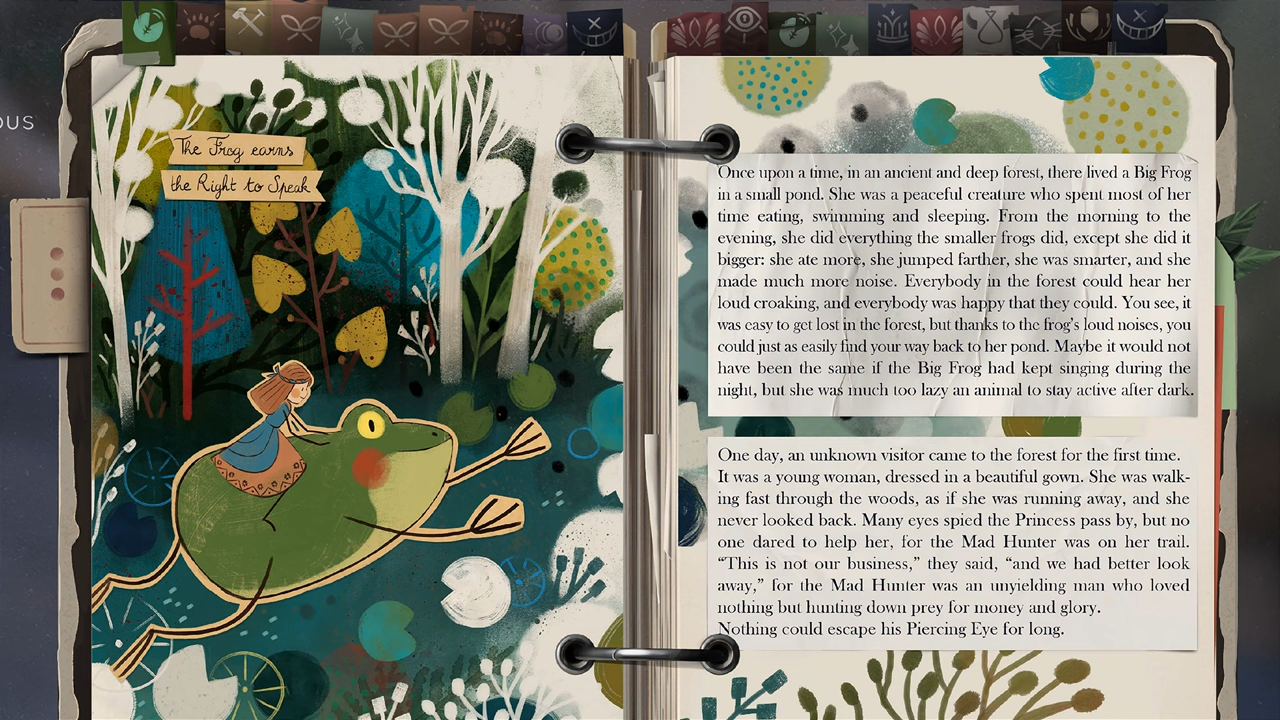 OUS
The Frog earns
the Right to Speak
Once upon a time, in an ancient and deep forest, there lived a Big Frog
in a small pond. She was a peaceful creature who spent most of her
time eating, swimming and sleeping. From the morning to the
evening, she did everything the smaller frogs did, except she did it
bigger: she ate more, she jumped farther, she was smarter, and she
made much more noise. Everybody in the forest could hear her
loud croaking, and everybody was happy that they could. You see, it
was easy to get lost in the forest, but thanks to the frog's loud noises, you
could just as easily find your way back to her pond. Maybe it would not
have been the same if the Big Frog had kept singing during the
night, but she was much too lazy an animal to stay active after dark.
One day, an unknown visitor came to the forest for the first time.
It was a young woman, dressed in a beautiful gown. She was walk-
ing fast through the woods, as if she was running away, and she
never looked back. Many eyes spied the Princess pass by, but no
one dared to help her, for the Mad Hunter was on her trail.
“This is not our business,” they said, “and we had better look
away,” for the Mad Hunter was an unyielding man who loved
nothing but hunting down prey for money and glory.
Nothing could escape his Piercing Eye for long.